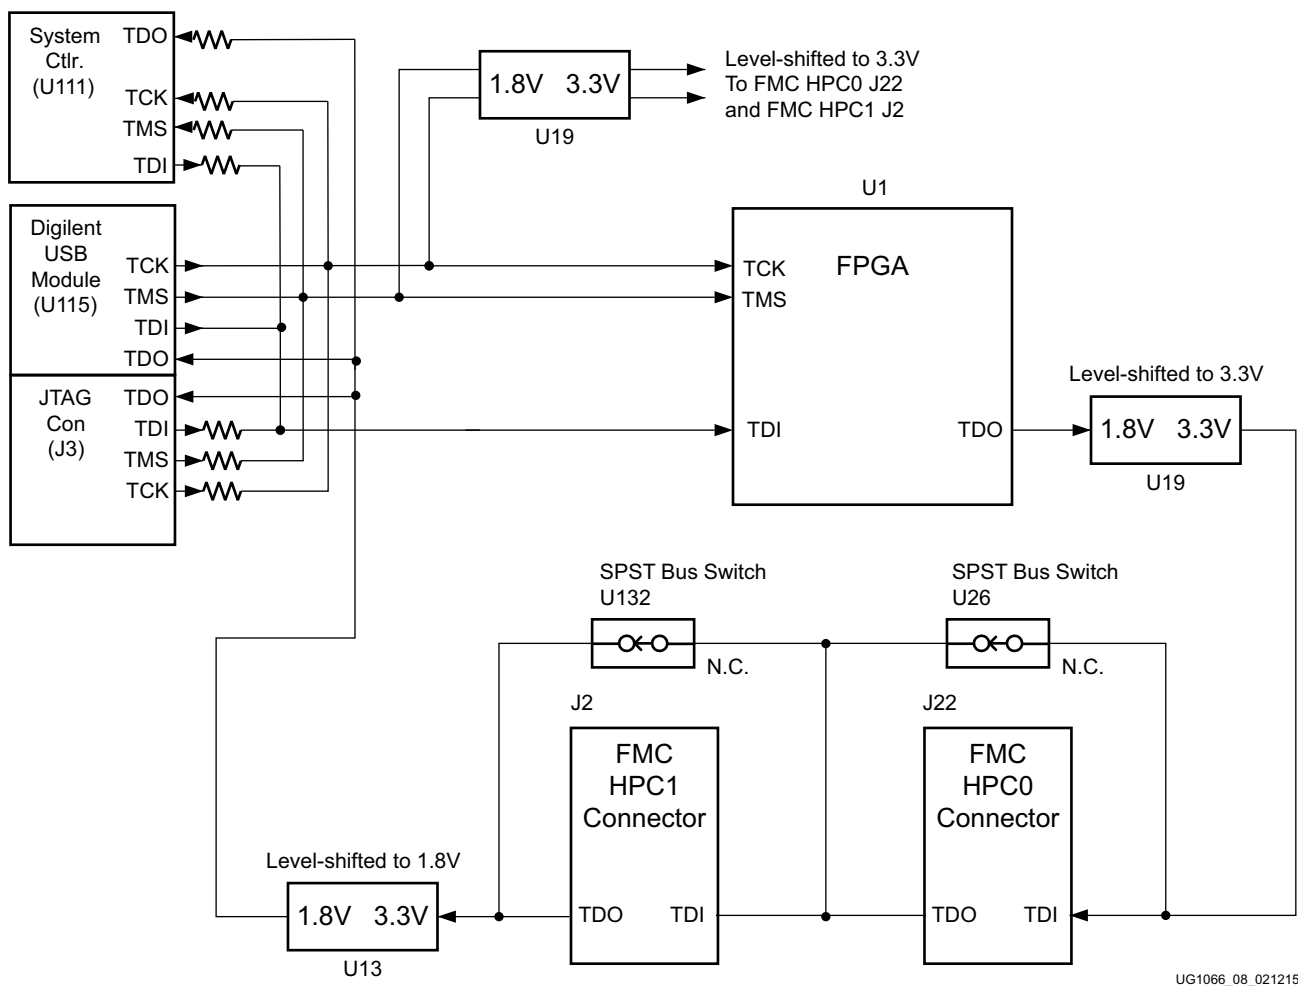 System
Ctlr.
(U111)
TDO
TCK
TMS
TDI
1.8V 3.3V
U19
Level-shifted to 3.3V
To FMC HPC0 J22
and FMC HPC1 J2
Digilent
USB
Module
(U115)
TCK
TMS
TDI
TDO
JTAG
Con
(J3)
TDO
TDI
TMS
TCK
U1
FPGA
TCK
TMS
TDI
TDO
Level-shifted to 3.3V
1.8V 3.3V
U19
SPST Bus Switch
U132
N.C.
SPST Bus Switch
U26
N.C.
J2
FMC
HPC1
Connector
TDO TDI
J22
FMC
HPC0
Connector
TDO TDI
Level-shifted to 1.8V
1.8V 3.3V
U13
UG1066_08_021215